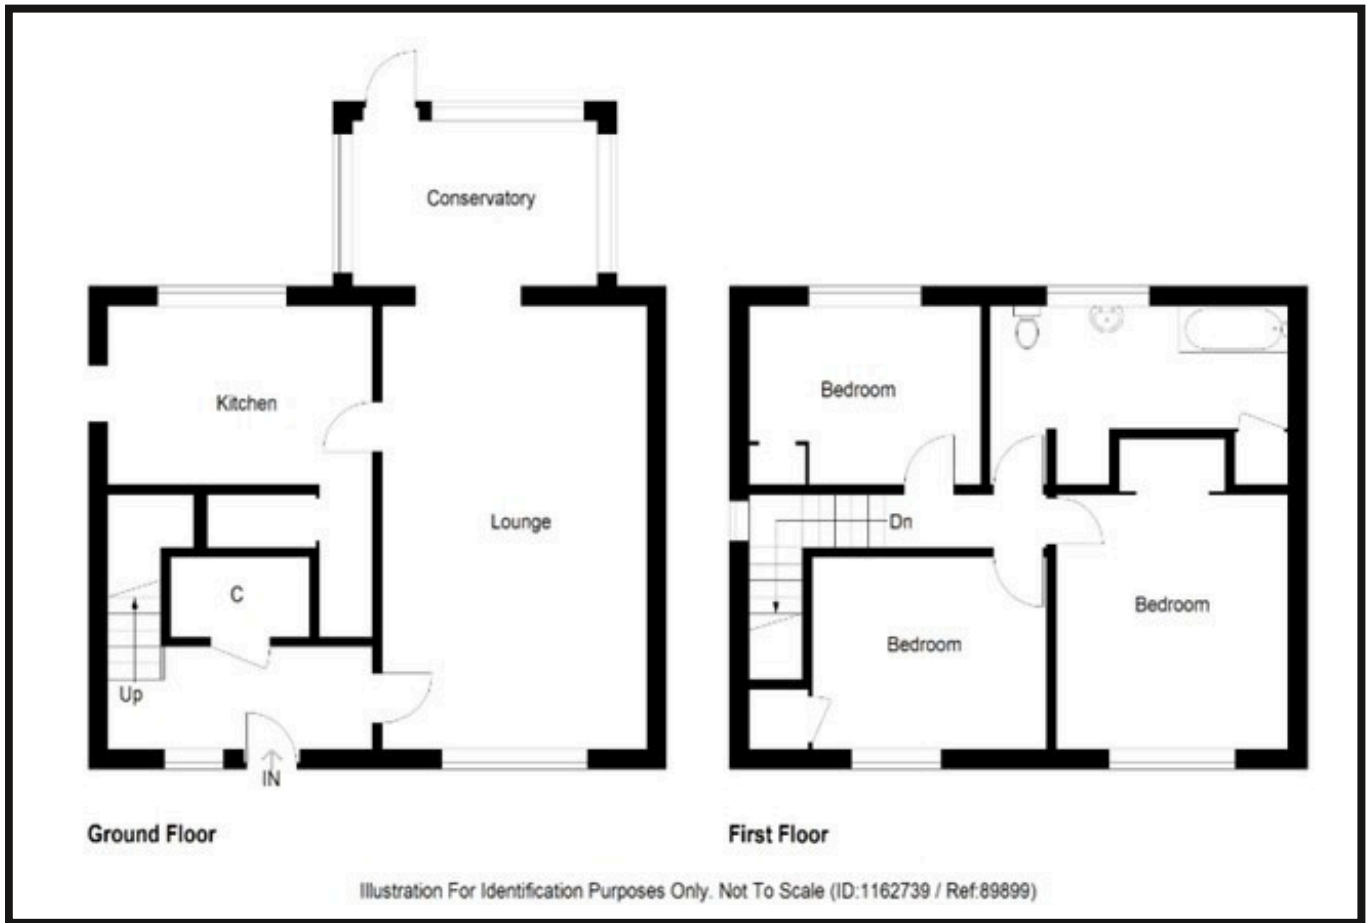 Conservatory
Kitchen
Lounge
C
Up
IN
Ground Floor
Bedroom
Dn
Bedroom
Bedroom
First Floor
Illustration For Identification Purposes Only. Not To Scale (ID:1162739 / Ref:89899)